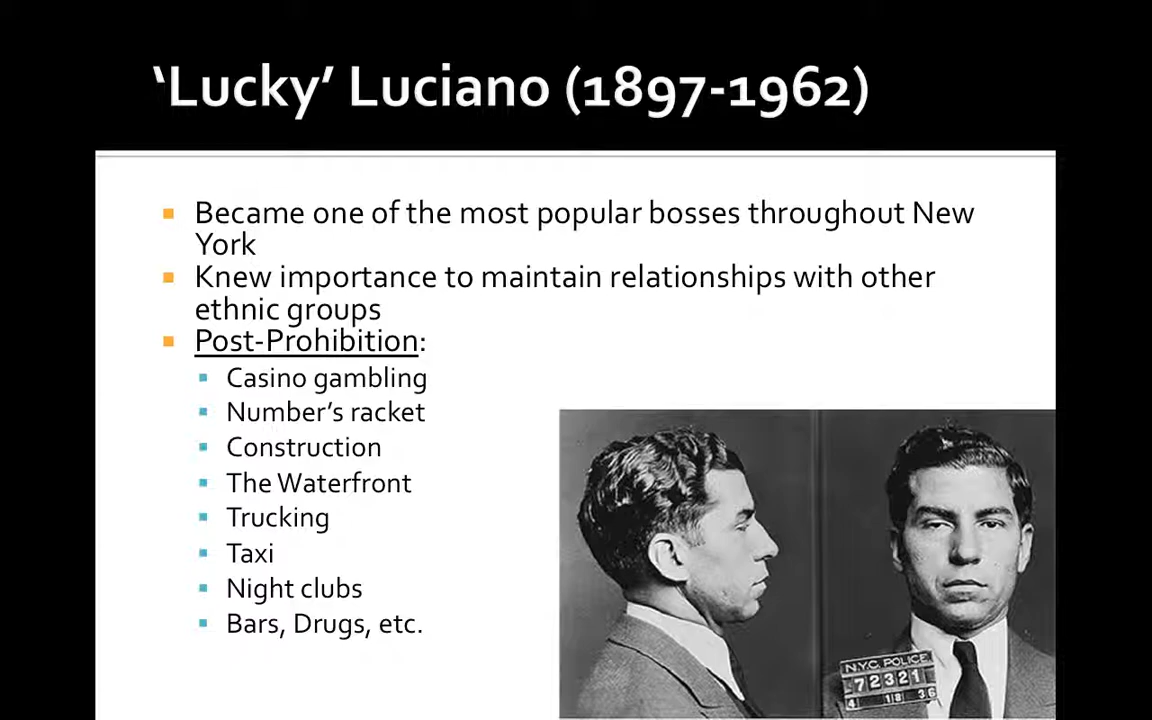 ‘Lucky’ Luciano (1897-1962)
Became one of the most popular bosses throughout New
York
Knew importance to maintain relationships with other
ethnic groups
Post-Prohibition:
Casino gambling
Number’s racket
Construction
The Waterfront
Trucking
Taxi
Night clubs
Bars, Drugs, etc.
N.Y.C. POLICE
72321
4 18 36